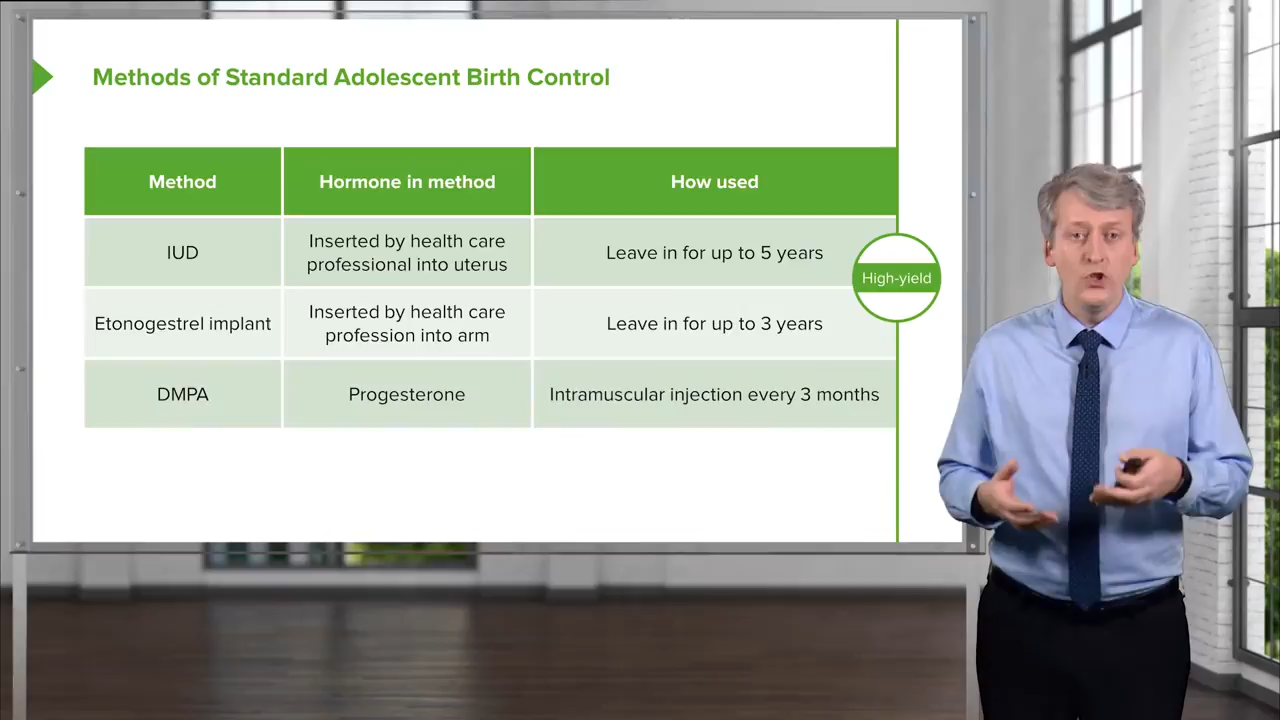 Methods of Standard Adolescent Birth Control
Method
Hormone in method
How used
IUD
Inserted by health care
professional into uterus
Leave in for up to 5 years
Etonogestrel implant
Inserted by health care
profession into arm
Leave in for up to 3 years
DMPA
Progesterone
Intramuscular injection every 3 months
High-yield